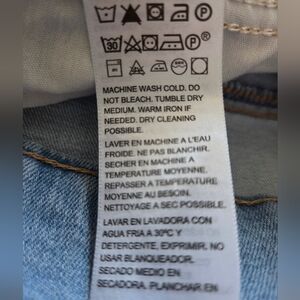 P
30 P®
MACHINE WASH COLD. DO
NOT BLEACH. TUMBLE DRY
MEDIUM. WARM IRON IF
NEEDED. DRY CLEANING
POSSIBLE.
LAVER EN MACHINE A L'EAU
FROIDE. NE PAS BLANCHIR.
SECHER EN MACHINE A
TEMPERATURE MOYENNE.
REPASSER A TEMPERATURE
MOYENNE. EN BESOIN.
NETTOYAGE A SEC POSSIBLE.
LAVAR EN LAVADORA CON
AGUA FRIA A 30ºC Y
DETERGENTE, EXPRIMIR, NO
USAR BLANQUEADOR.
SECADO MEDIO EN
SECADORA. PLANCHAR EN